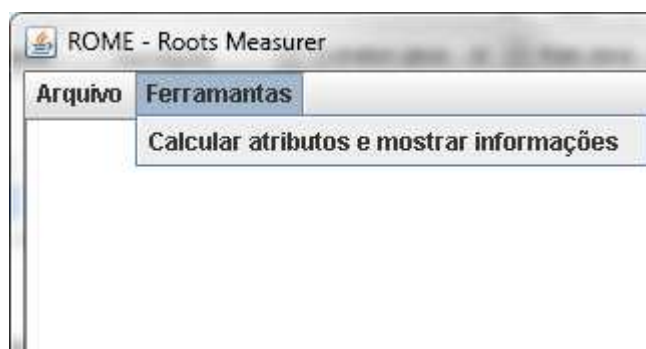 ROME - Roots Measurer
Arquivo Ferramantas
Calcular atributos e mostrar informações